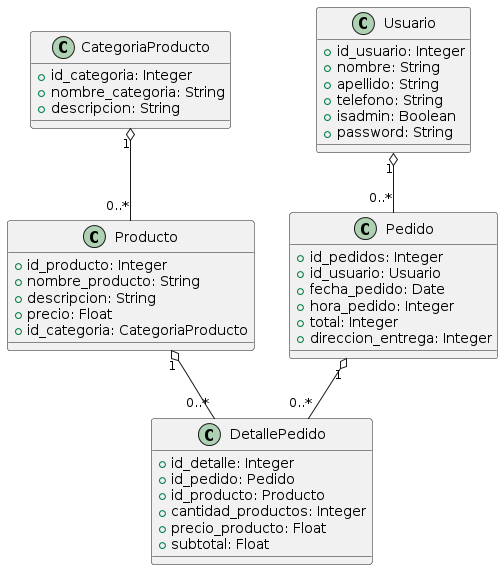 C CategoriaProducto
id_categoria: Integer
nombre_categoria: String
descripcion: String
C Usuario
id_usuario: Integer
nombre: String
apellido: String
telefono: String
isadmin: Boolean
password: String
1
0..*
1
0..*
C Producto
id_producto: Integer
nombre_producto: String
descripcion: String
precio: Float
id_categoria: CategoriaProducto
C Pedido
id_pedidos: Integer
id_usuario: Usuario
fecha_pedido: Date
hora_pedido: Integer
total: Integer
direccion_entrega: Integer
1
0..*
1
0..*
C DetallePedido
id_detalle: Integer
id_pedido: Pedido
id_producto: Producto
cantidad_productos: Integer
precio_producto: Float
subtotal: Float